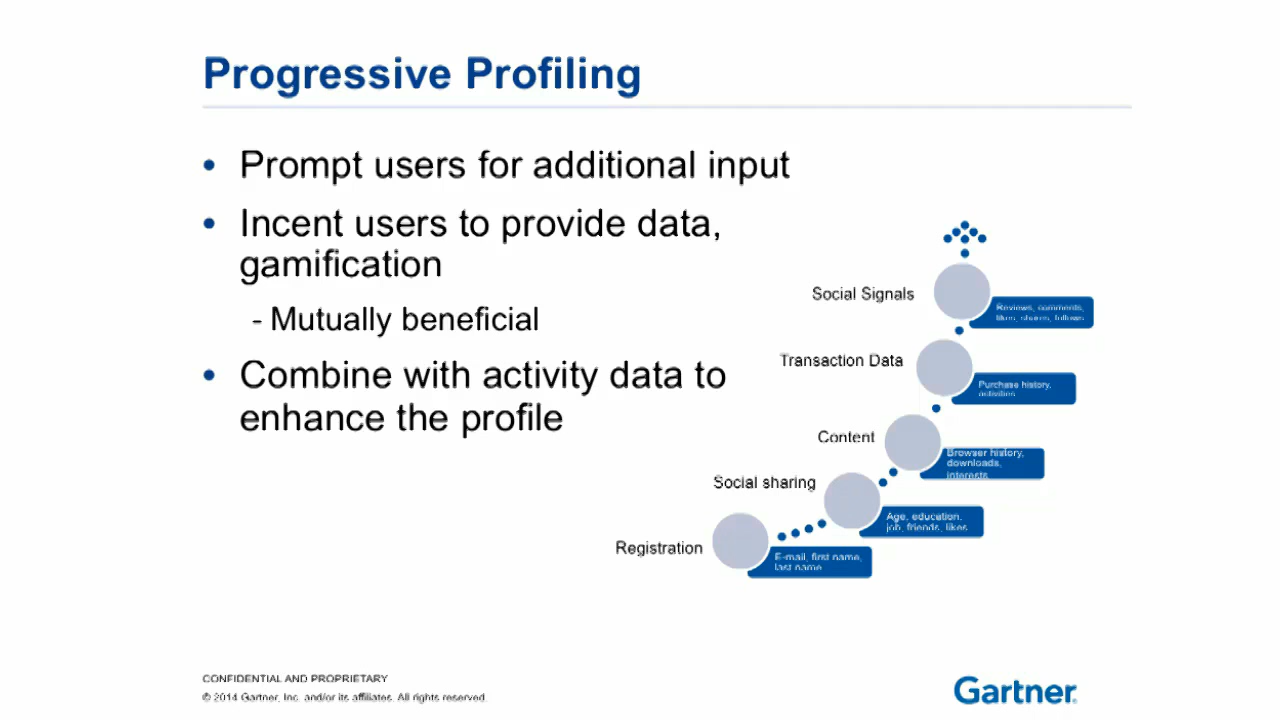 Progressive Profiling
• Prompt users for additional input
• Incent users to provide data,
gamification
- Mutually beneficial
• Combine with activity data to
enhance the profile
Social Signals
Reviews, comments,
likes, shares, follows
Transaction Data
Purchase history,
activities
Content
Browser history,
downloads,
interests
Social sharing
Age, education,
job, friends, likes
Registration
E-mail, first name,
last name
CONFIDENTIAL AND PROPRIETARY
© 2014 Gartner, Inc. and/or its affiliates. All rights reserved.
Gartner